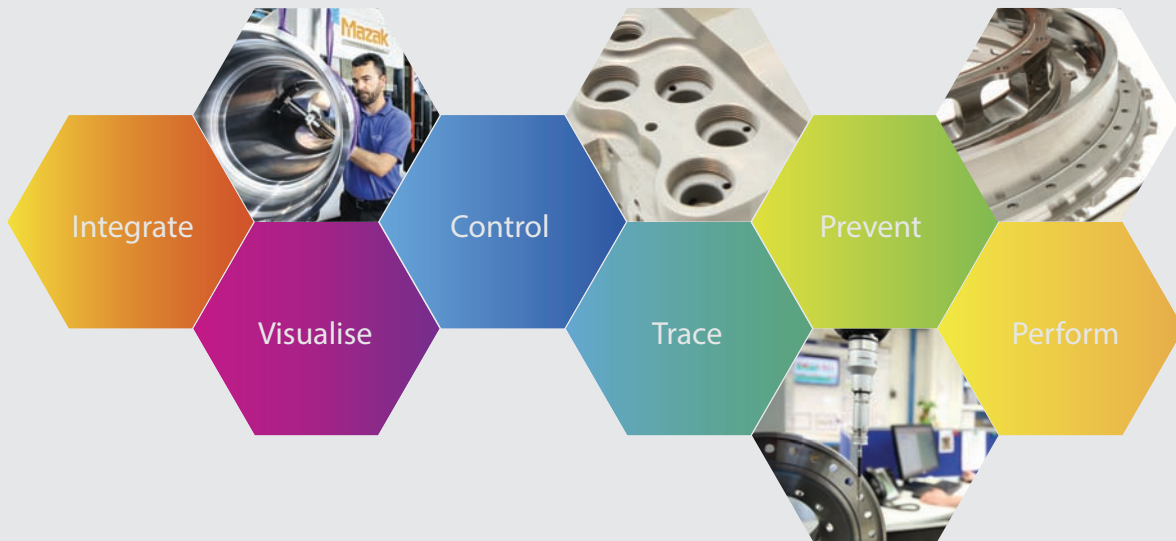 Mazak
Integrate
Visualise
Control
Trace
Prevent
Perform